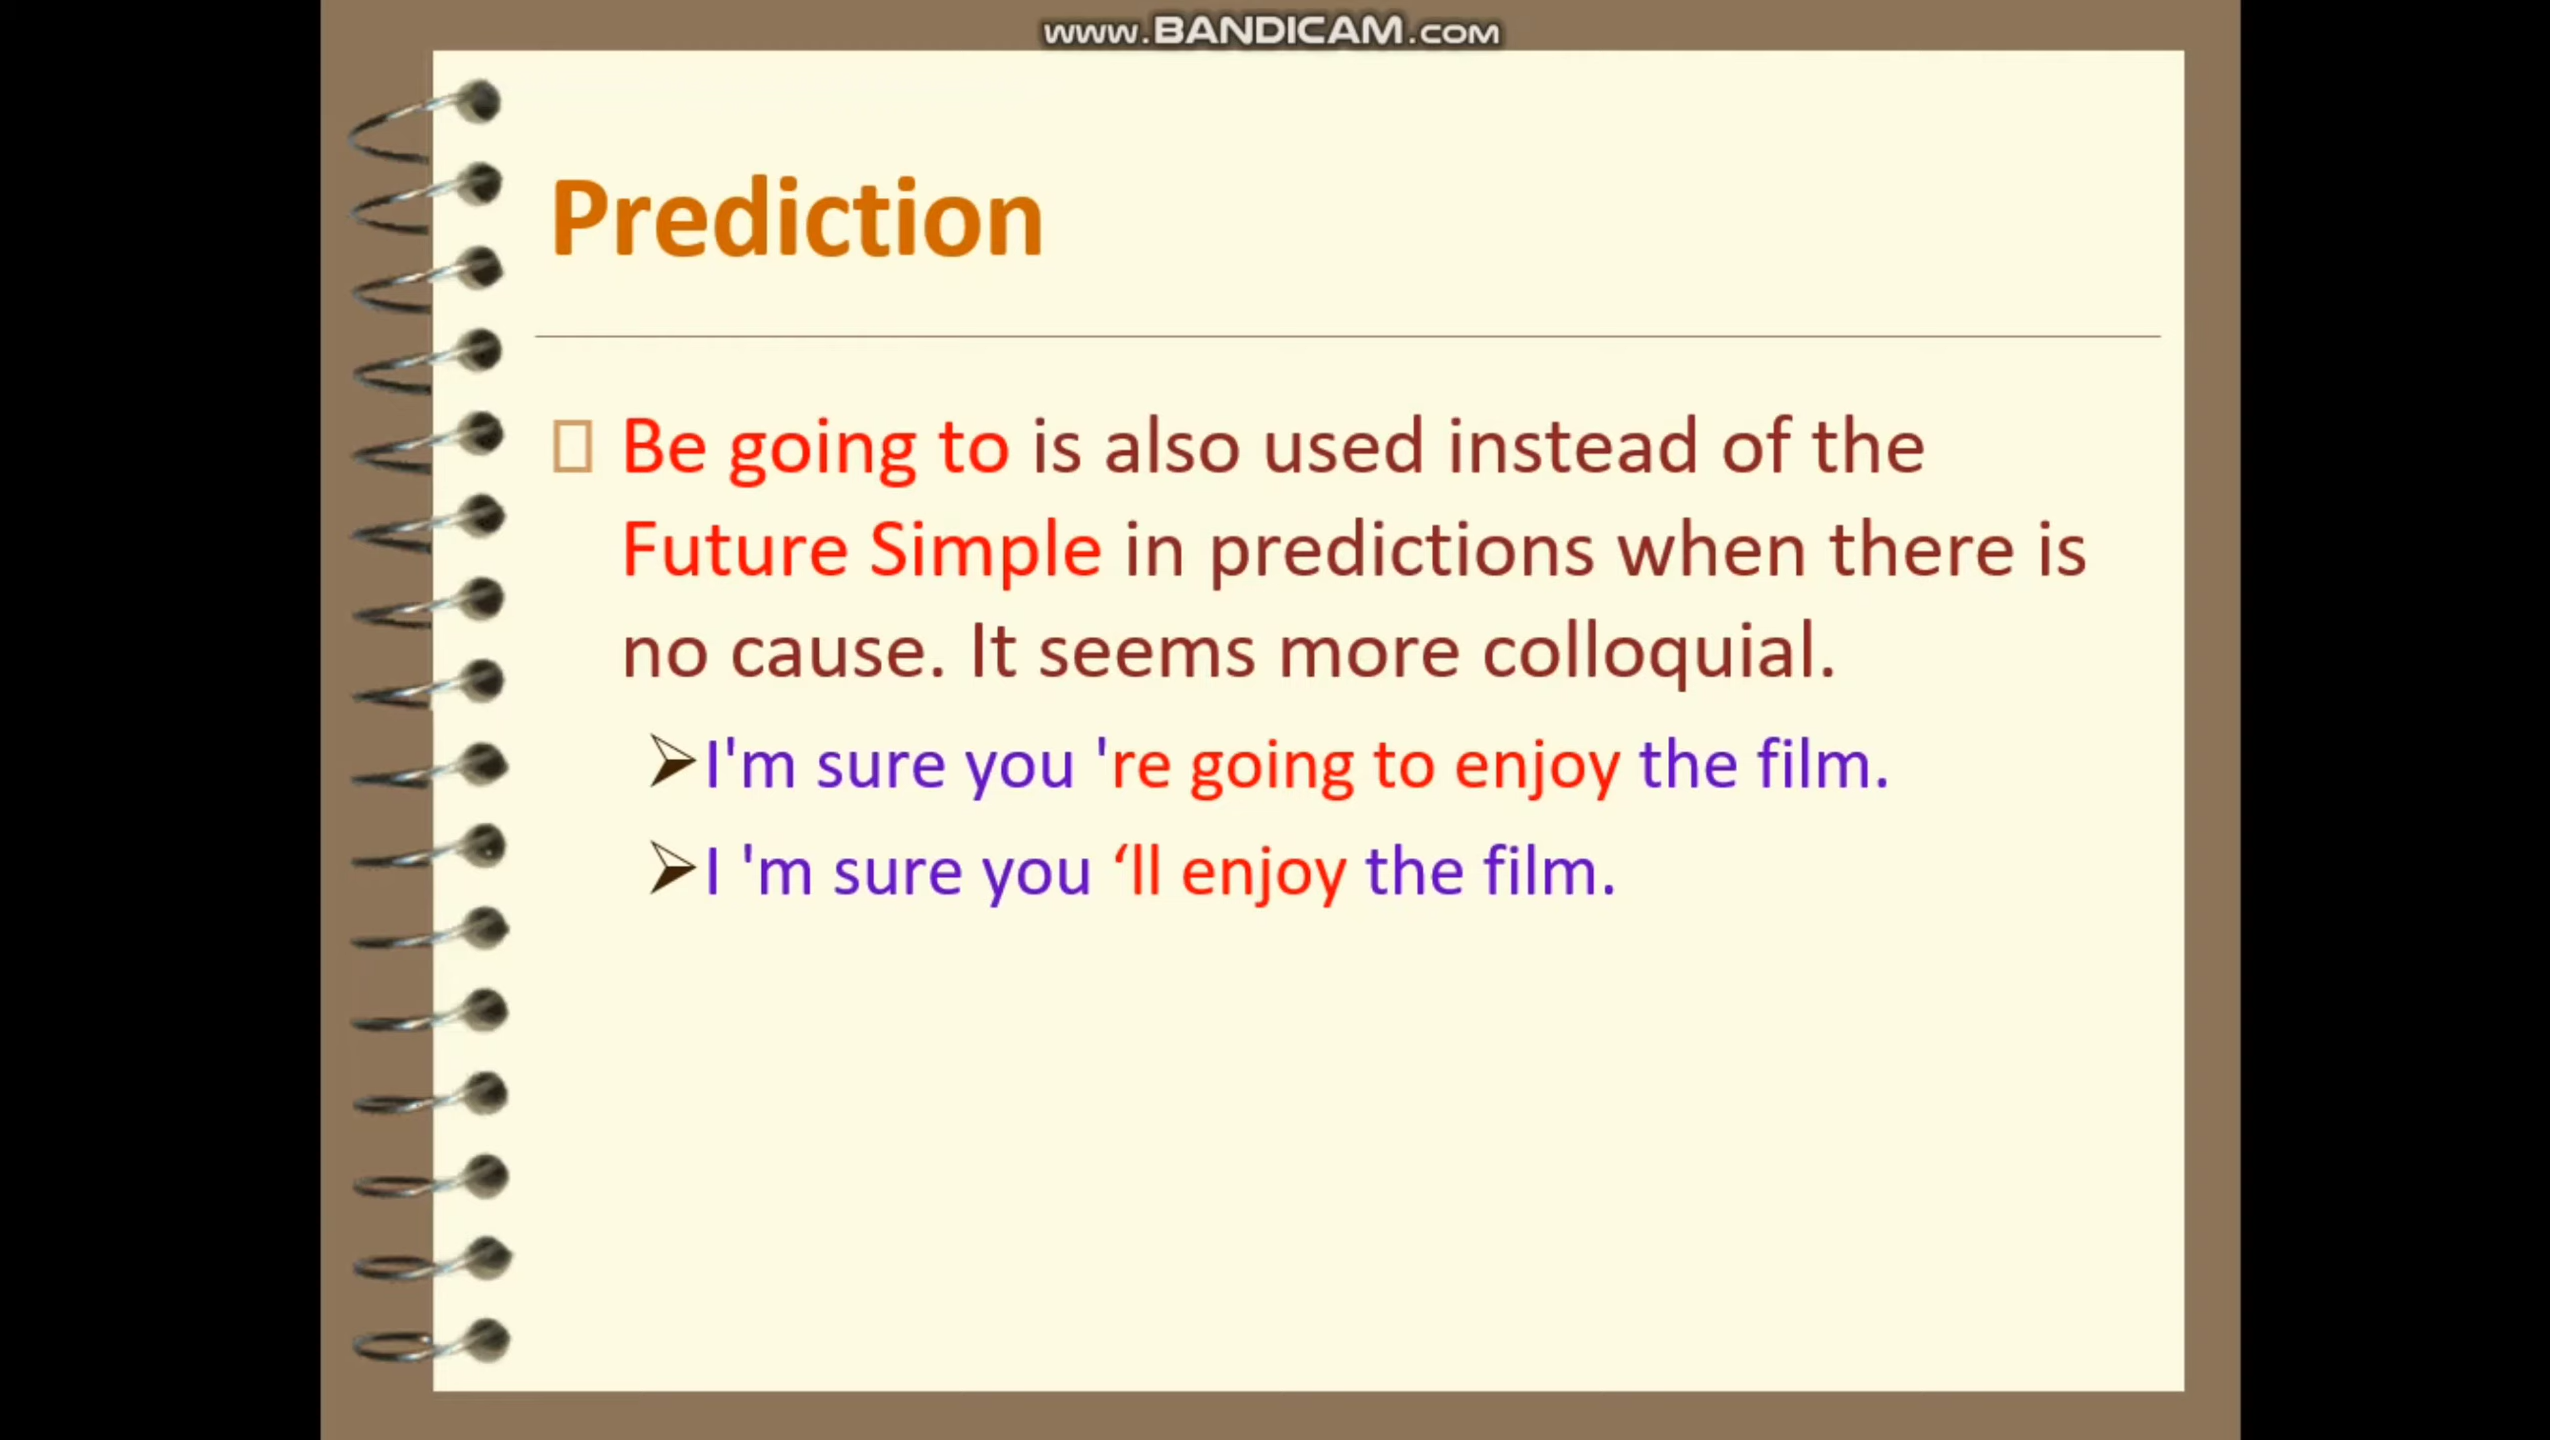 www.BANDICAM.com
Prediction
Be going to is also used instead of the
Future Simple in predictions when there is
no cause. It seems more colloquial.
I'm sure you 're going to enjoy the film.
I 'm sure you ‘ll enjoy the film.